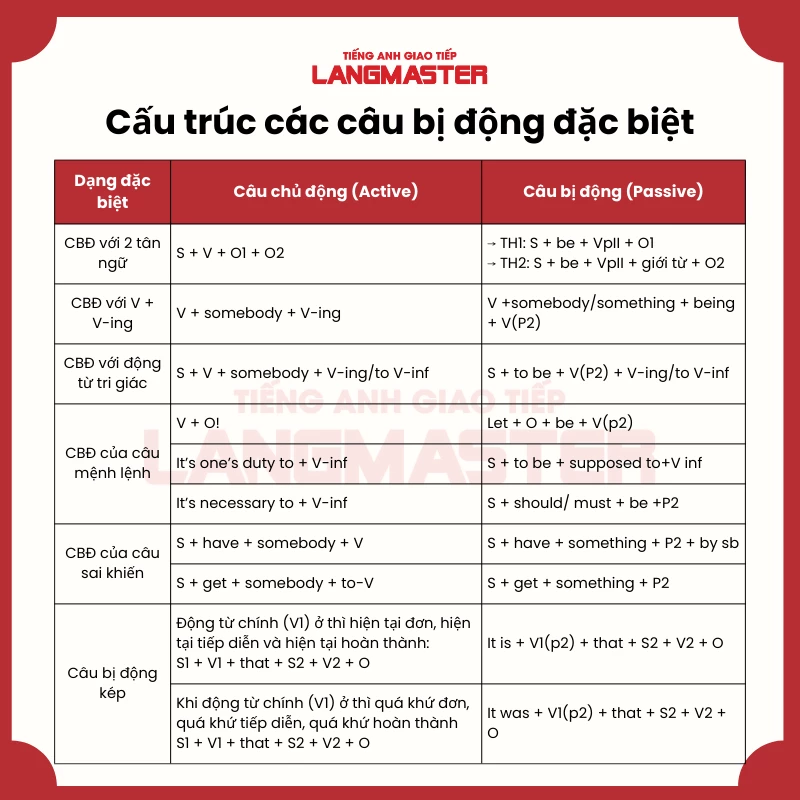 TIẾNG ANH GIAO TIẾP
LANGMASTER
Cấu trúc các câu bị động đặc biệt
Dạng đặc
biệt
Câu chủ động (Active)
Câu bị động (Passive)
CBĐ với 2 tân
ngữ
S + V + O1 + O2
→ TH1: S + be + VpII + O1
→ TH2: S + be + VpII + giới từ + O2
CBĐ với V +
V-ing
V + somebody + V-ing
V +somebody/something + being
+ V(P2)
CBĐ với động
từ tri giác
S + V + somebody + V-ing/to V-inf
S + to be + V(P2) + V-ing/to V-inf
TIẾNG ANH GIAO TIẾP
LANGMASTER
CBĐ của câu
mệnh lệnh
V + O!
Let + O + be + V(p2)
It's one's duty to + V-inf
S + to be + supposed to+V inf
It's necessary to + V-inf
S + should/ must + be +P2
CBĐ của câu
sai khiến
S + have + somebody + V
S + have + something + P2 + by sb
S + get + somebody + to-V
S + get + something + P2
Câu bị động
kép
Động từ chính (V1) ở thì hiện tại đơn, hiện
tại tiếp diễn và hiện tại hoàn thành:
S1 + V1 + that + S2 + V2 + O
It is + V1(p2) + that + S2 + V2 + O
Khi động từ chính (V1) ở thì quá khứ đơn,
quá khứ tiếp diễn, quá khứ hoàn thành
S1 + V1 + that + S2 + V2 + O
It was + V1(p2) + that + S2 + V2 +
O